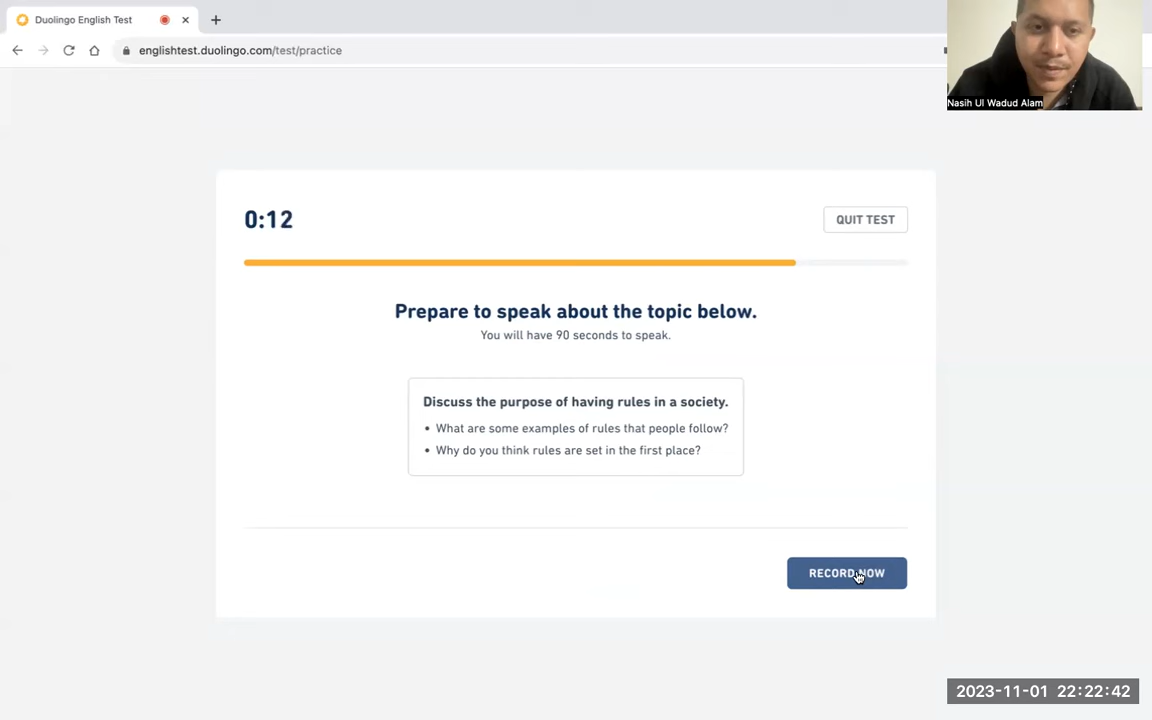 Duolingo English Test
englishtest.duolingo.com/test/practice
Nasih Ul Wadud Alam
0:12
QUIT TEST
Prepare to speak about the topic below.
You will have 90 seconds to speak.
Discuss the purpose of having rules in a society.
• What are some examples of rules that people follow?
• Why do you think rules are set in the first place?
RECORD NOW
2023-11-01 22:22:42